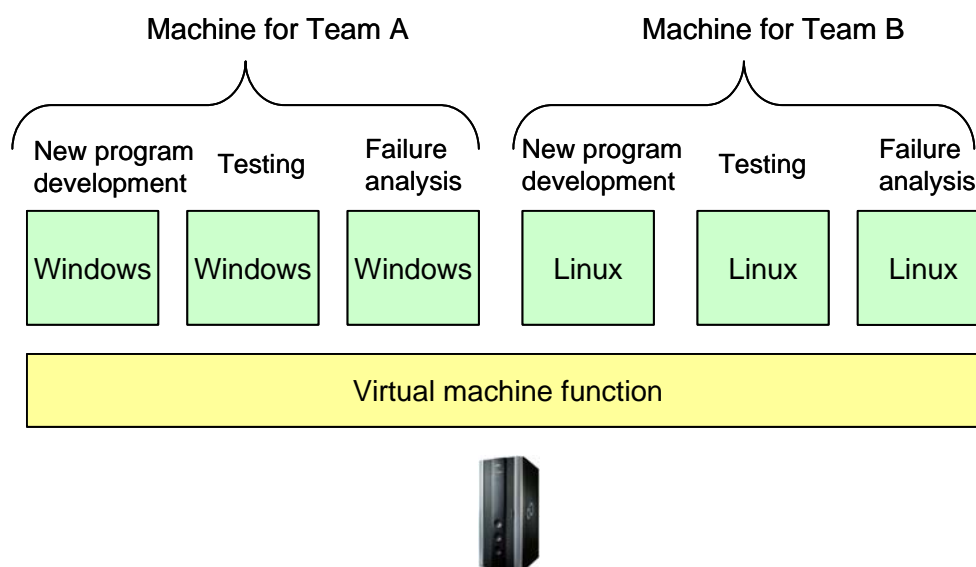 Machine for Team A
Machine for Team B
New program
development
Testing
Failure
analysis
New program
development
Testing
Failure
analysis
Windows
Windows
Windows
Linux
Linux
Linux
Virtual machine function